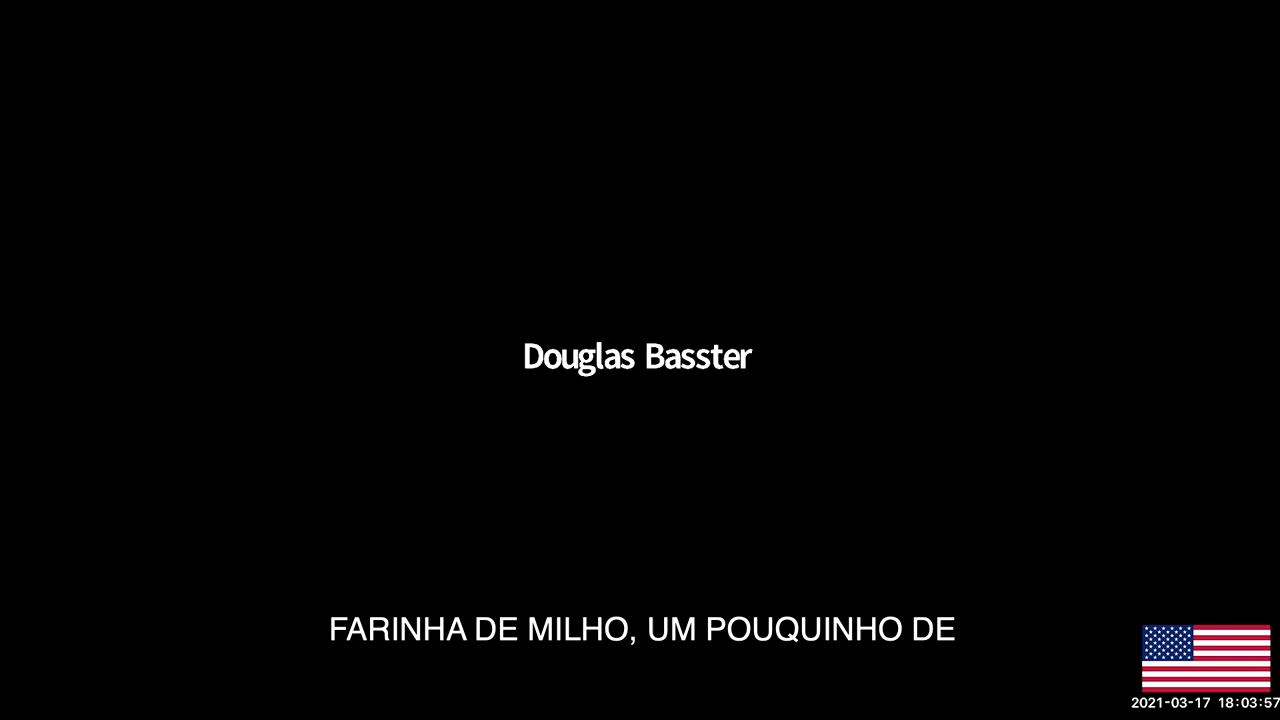 Douglas Basster
FARINHA DE MILHO, UM POUQUINHO DE
2021-03-17 18:03:57